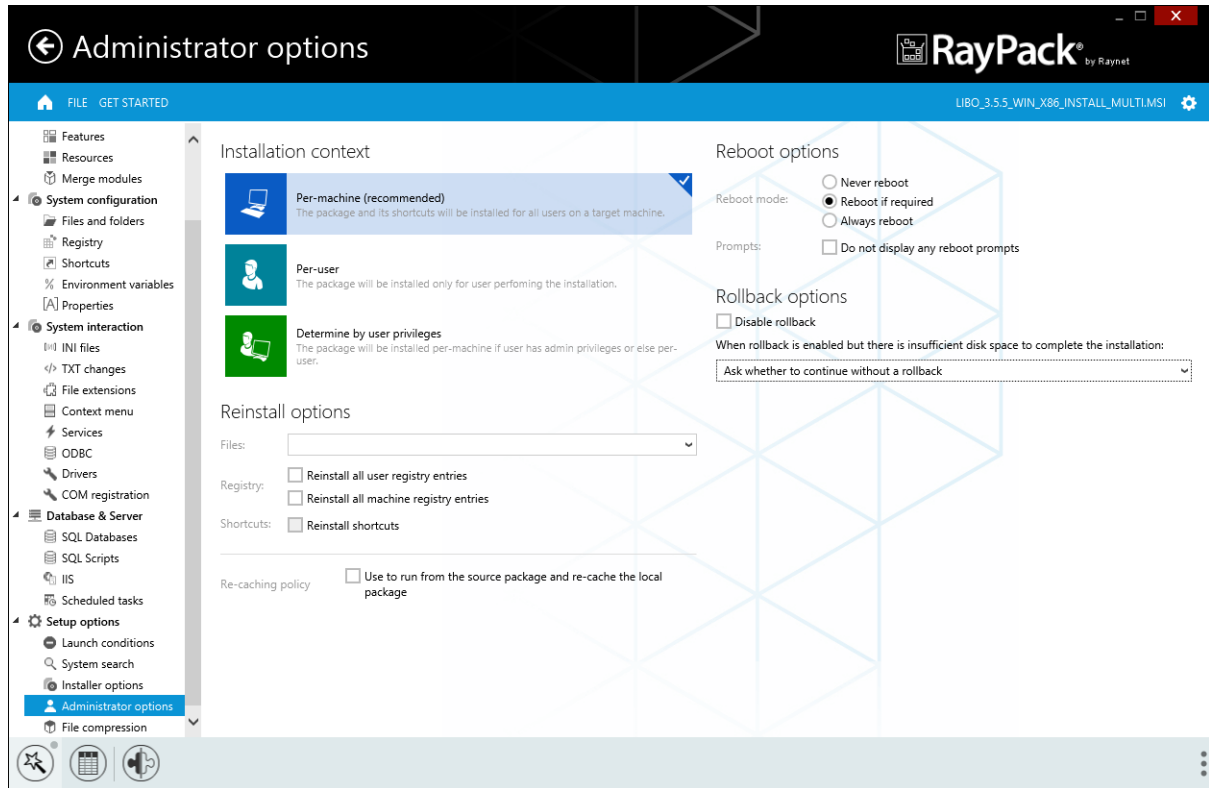 Administrator options
RayPack® by Raynet
FILE GET STARTED
LIBO_3.5.5_WIN_X86_INSTALL_MULTI.MSI
Features
Resources
Merge modules
System configuration
Files and folders
Registry
Shortcuts
% Environment variables
[A] Properties
System interaction
INI files
</> TXT changes
File extensions
Context menu
Services
ODBC
Drivers
COM registration
Database & Server
SQL Databases
SQL Scripts
IIS
Scheduled tasks
Setup options
Launch conditions
System search
Installer options
Administrator options
File compression
Installation context
Per-machine (recommended)
The package and its shortcuts will be installed for all users on a target machine.
Per-user
The package will be installed only for user perfoming the installation.
Determine by user privileges
The package will be installed per-machine if user has admin privileges or else per-
user.
Reinstall options
Files:
Registry:
Reinstall all user registry entries
Reinstall all machine registry entries
Shortcuts:
Reinstall shortcuts
Re-caching policy
Use to run from the source package and re-cache the local
package
Reboot options
Reboot mode:
Never reboot
Reboot if required
Always reboot
Prompts:
Do not display any reboot prompts
Rollback options
Disable rollback
When rollback is enabled but there is insufficient disk space to complete the installation:
Ask whether to continue without a rollback